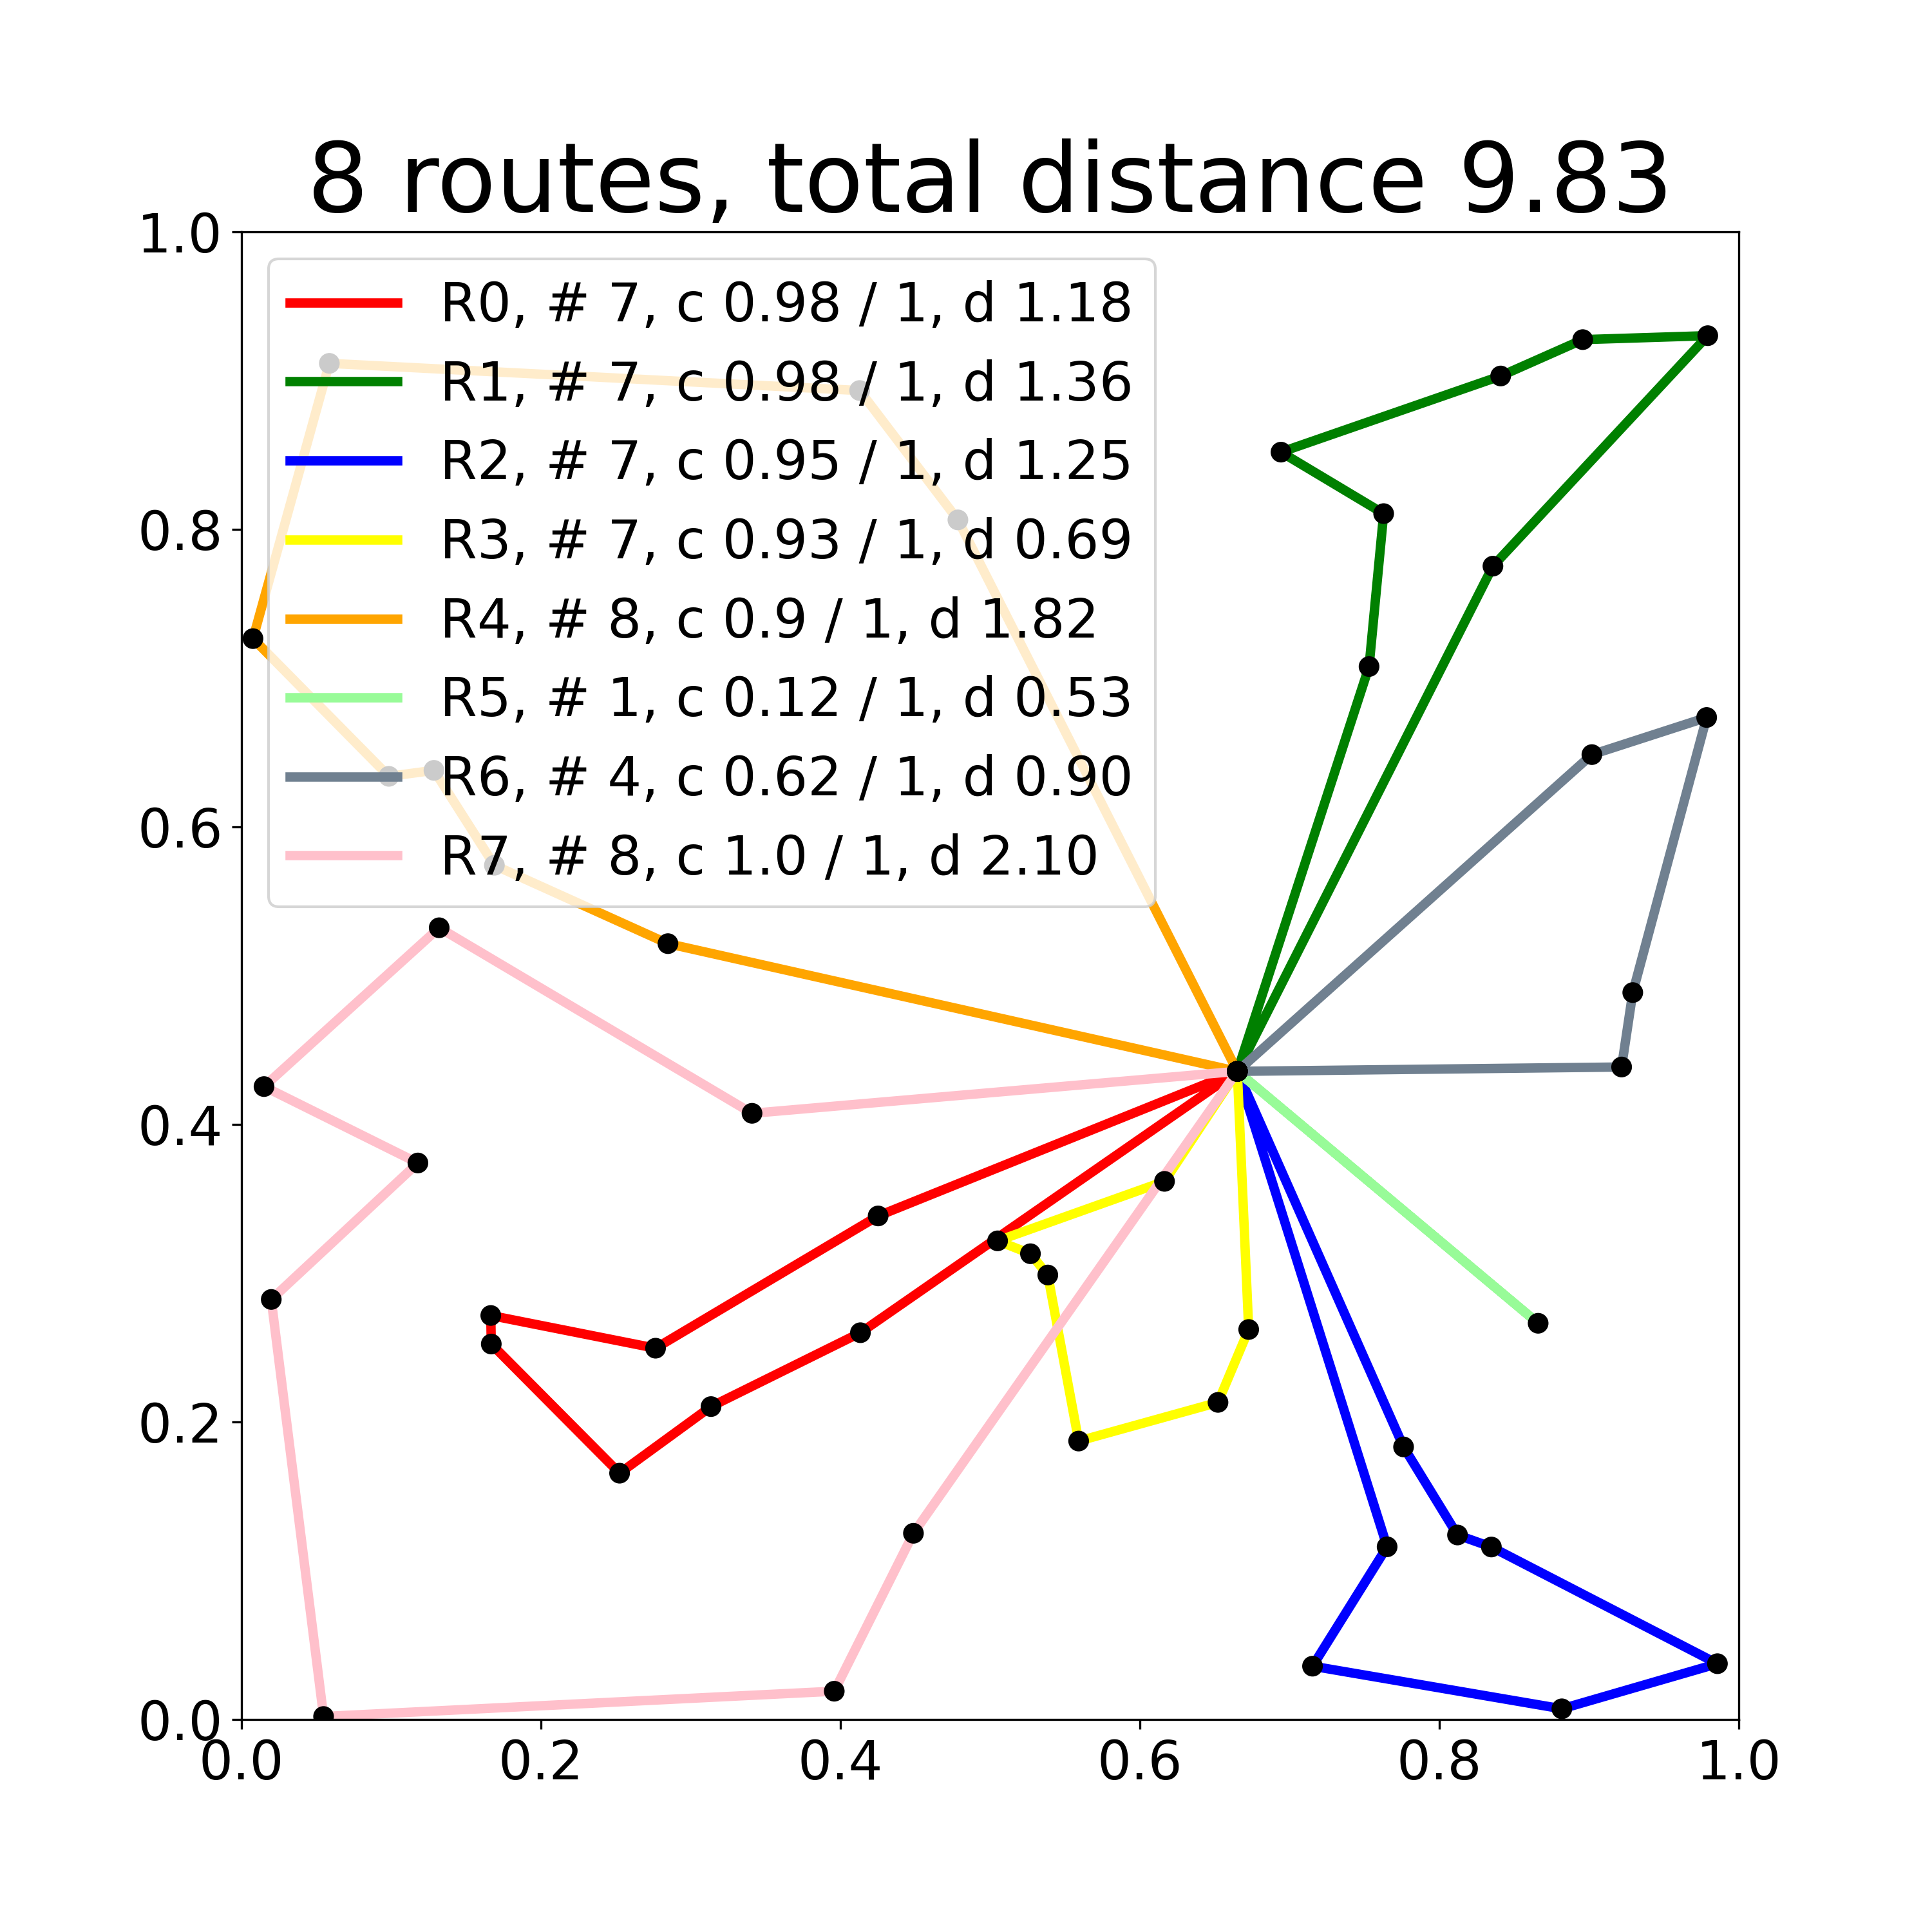 8 routes, total distance 9.83
1.0
0.8
0.6
0.4
0.2
0.0
R0, # 7, c 0.98 / 1, d 1.18
R1, # 7, c 0.98 / 1, d 1.36
R2, # 7, c 0.95 / 1, d 1.25
R3, # 7, c 0.93 / 1, d 0.69
R4, # 8, c 0.9 / 1, d 1.82
R5, # 1, c 0.12 / 1, d 0.53
R6, # 4, c 0.62 / 1, d 0.90
R7, # 8, c 1.0 / 1, d 2.10
0.0 0.2 0.4 0.6 0.8 1.0